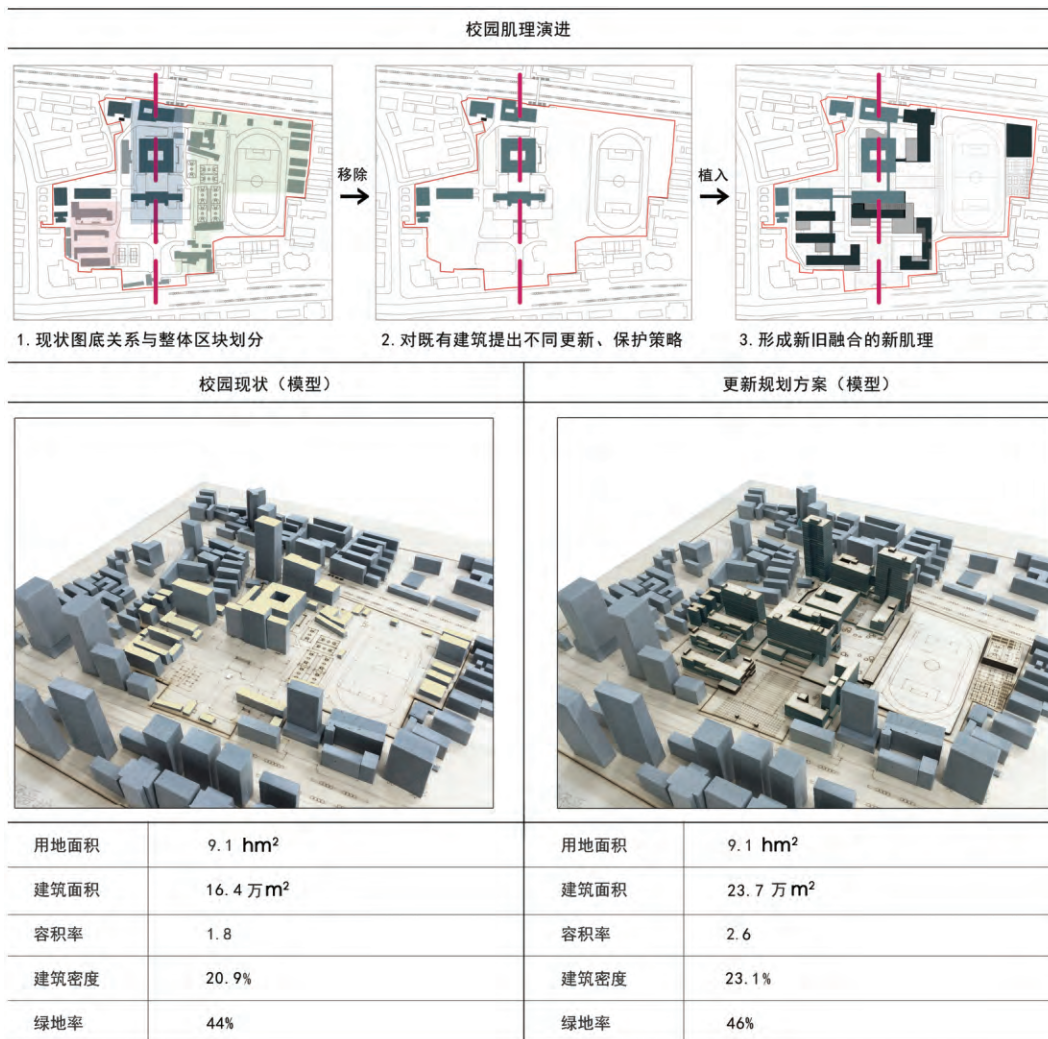 校园肌理演进
移除
植入
1. 现状图底关系与整体区块划分
2. 对既有建筑提出不同更新、保护策略
3. 形成新旧融合的新肌理
校园现状（模型）
更新规划方案（模型）
用地面积 9.1 hm²
用地面积 9.1 hm²
建筑面积 16.4 万m²
建筑面积 23.7 万m²
容积率 1.8
容积率 2.6
建筑密度 20.9%
建筑密度 23.1%
绿地率 44%
绿地率 46%